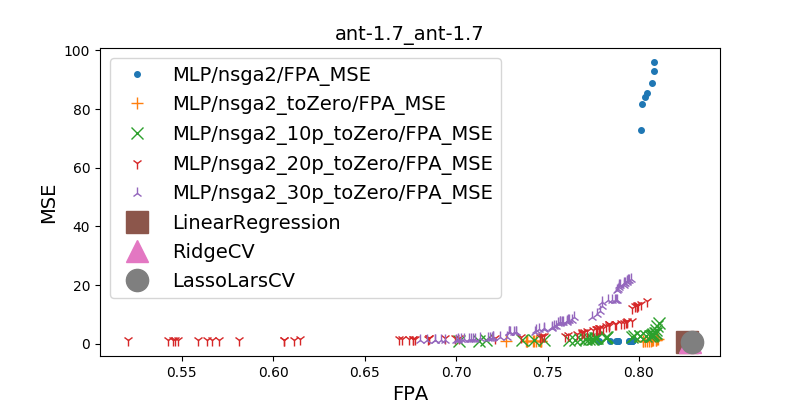 ant-1.7_ant-1.7
100
80
60
40
20
0
MSE
MLP/nsga2/FPA_MSE
MLP/nsga2_toZero/FPA_MSE
MLP/nsga2_10p_toZero/FPA_MSE
MLP/nsga2_20p_toZero/FPA_MSE
MLP/nsga2_30p_toZero/FPA_MSE
LinearRegression
RidgeCV
LassoLarsCV
0.55 0.60 0.65 0.70 0.75 0.80
FPA